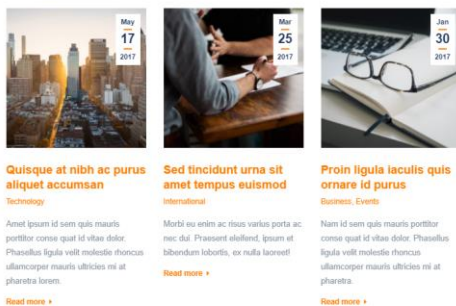 May
17
2017
Quisque at nibh ac purus
aliquet accumsan
Technology
Amet ipsum id sem quis mauris
porttitor conse quat id vitae dolor.
Phasellus ligula velit molestie rhoncus
ullamcorper mauris ultricies mi at
pharetra lorem.
Read more
Mar
25
2017
Sed tincidunt urna sit
amet tempus euismod
International
Morbi eu enim ac risus varius porta ac
nec dui. Praesent eleifend, ipsum et
bibendum lobortis, ex nulla laoreet!
Read more
Jan
30
2017
Proin ligula iaculis quis
ornare id purus
Business, Events
Nam id sem quis mauris porttitor
conse quat id vitae dolor. Phasellus
ligula velit molestie rhoncus
ullamcorper mauris ultricies mi at
pharetra.
Read more